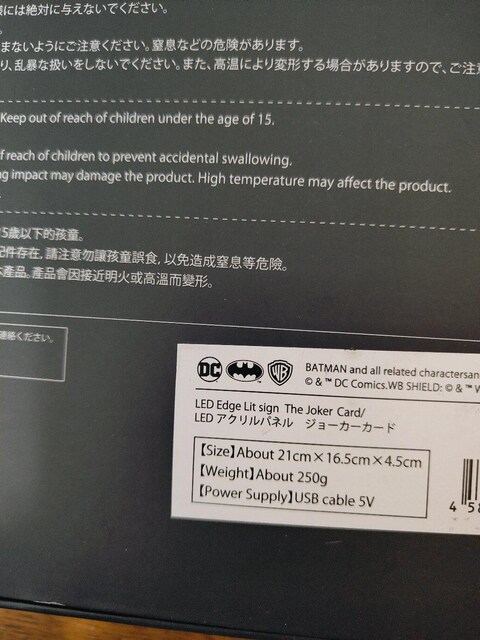 には絶対に与えないでください。
まないようにご注意ください。窒息などの危険があります。
り、乱暴な扱いをしないでください。また、高温により変形する場合がありますので、ご注
Keep out of reach of children under the age of 15.
f reach of children to prevent accidental swallowing.
ng impact may damage the product. High temperature may affect the product.
5歲以下的孩童。
配件存在, 請注意勿讓孩童誤食, 以免造成窒息等危險。
產品。產品會因接近明火或高溫而變形。
連絡ください。
DC WB BATMAN and all related charactersan
© & ™ DC Comics.WB SHIELD: © & ™ W
LED Edge Lit sign The Joker Card/
LED アクリルパネル ジョーカーカード
【Size】About 21cm×16.5cm×4.5cm
【Weight】About 250g
【Power Supply】USB cable 5V
4 58